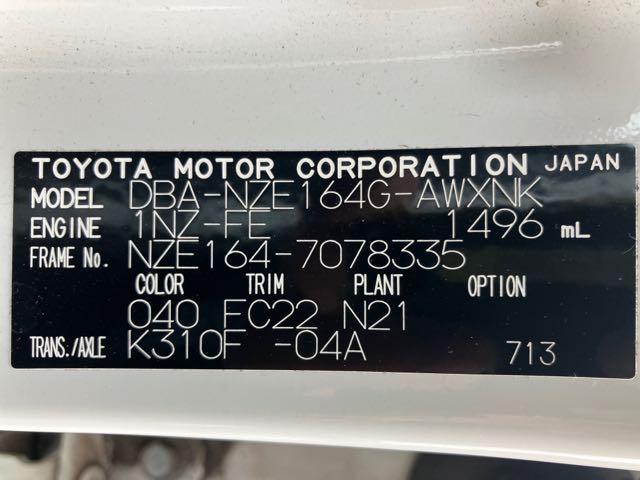 TOYOTA MOTOR CORPORATION JAPAN
MODEL DBA-NZE164G-AWXNK
ENGINE 1NZ-FE 1496 mL
FRAME No. NZE164-7078335
COLOR TRIM PLANT OPTION
040 FC22 N21
TRANS./AXLE K310F -04A 713